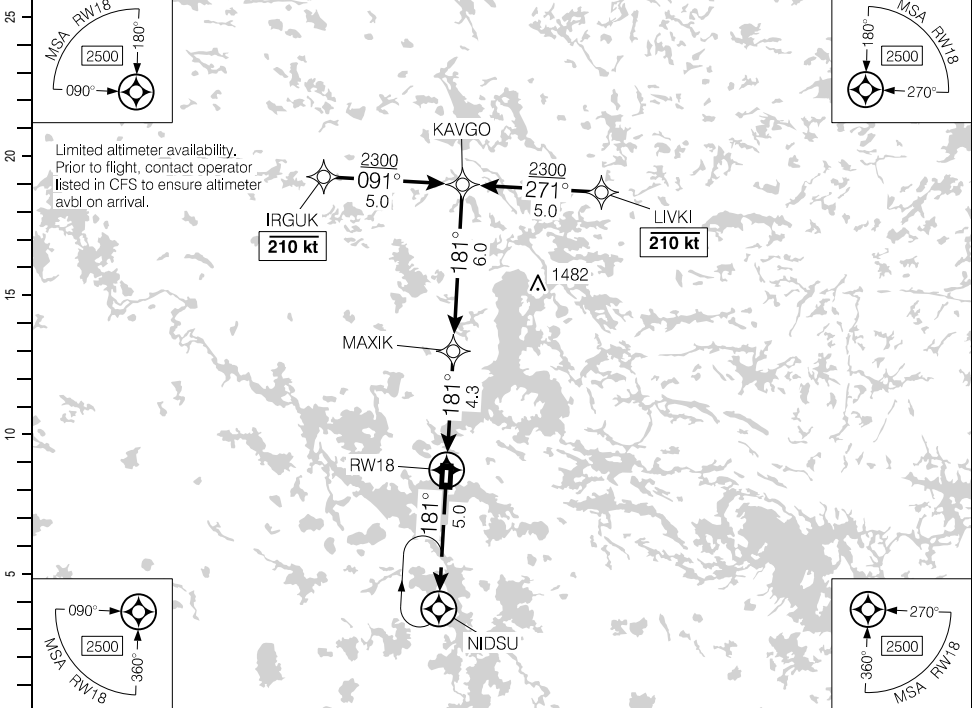 25
MSA RW18
180°
2500
090°
MSA RW18
180°
2500
270°
KAVGO
20
Limited altimeter availability.
Prior to flight, contact operator
listed in CFS to ensure altimeter
avbl on arrival.
2300
091°
5.0
2300
271°
5.0
IRGUK
210 kt
LIVKI
210 kt
181°
6.0
1482
15
MAXIK
181°
4.3
10
RW18
181°
5.0
5
NIDSU
090°
2500
360°
MSA RW18
270°
2500
360°
MSA RW18